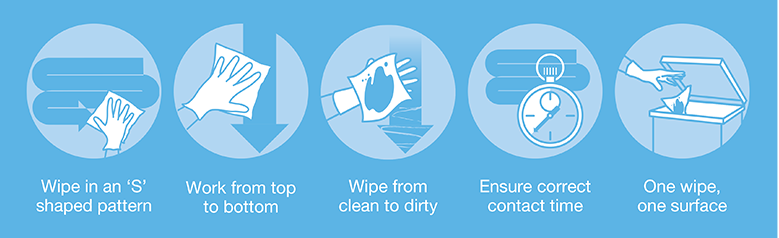 Wipe in an ‘S’
shaped pattern
Work from top
to bottom
Wipe from
clean to dirty
Ensure correct
contact time
One wipe,
one surface